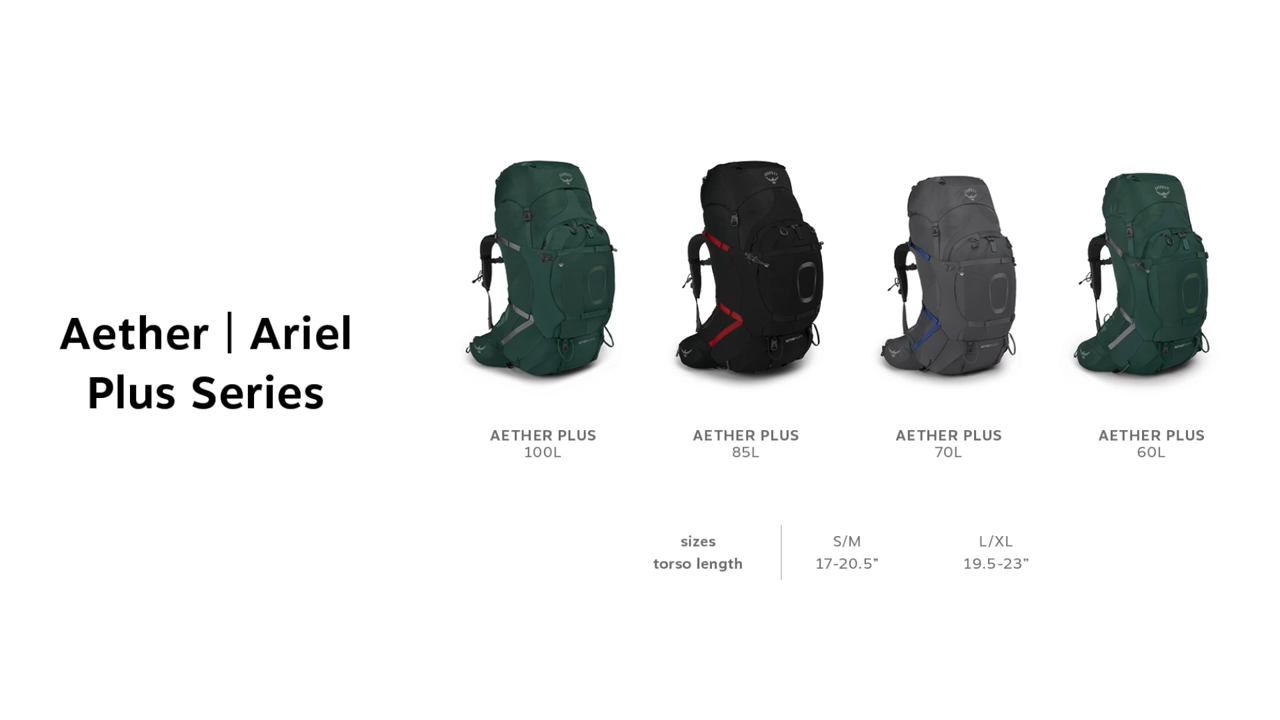 Aether | Ariel
Plus Series
AETHER PLUS
100L
AETHER PLUS
85L
AETHER PLUS
70L
AETHER PLUS
60L
sizes S/M L/XL
torso length 17-20.5” 19.5-23”